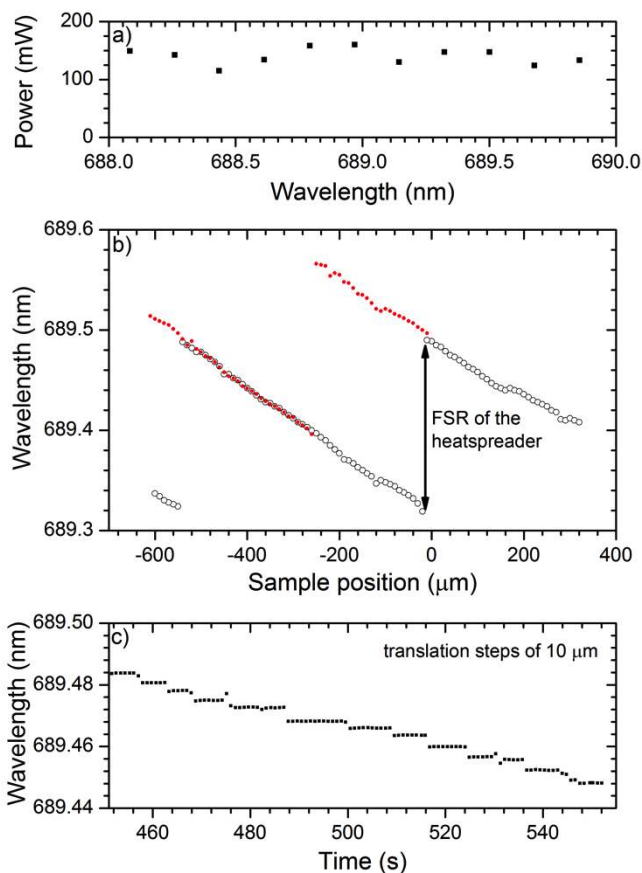 a)
Power (mW)
200
100
0
688.0 688.5 689.0 689.5 690.0
Wavelength (nm)
b)
Wavelength (nm)
689.6
689.5
689.4
689.3
FSR of the
heatspreader
-600 -400 -200 0 200 400
Sample position (μm)
c)
translation steps of 10 μm
Wavelength (nm)
689.50
689.48
689.46
689.44
460 480 500 520 540
Time (s)